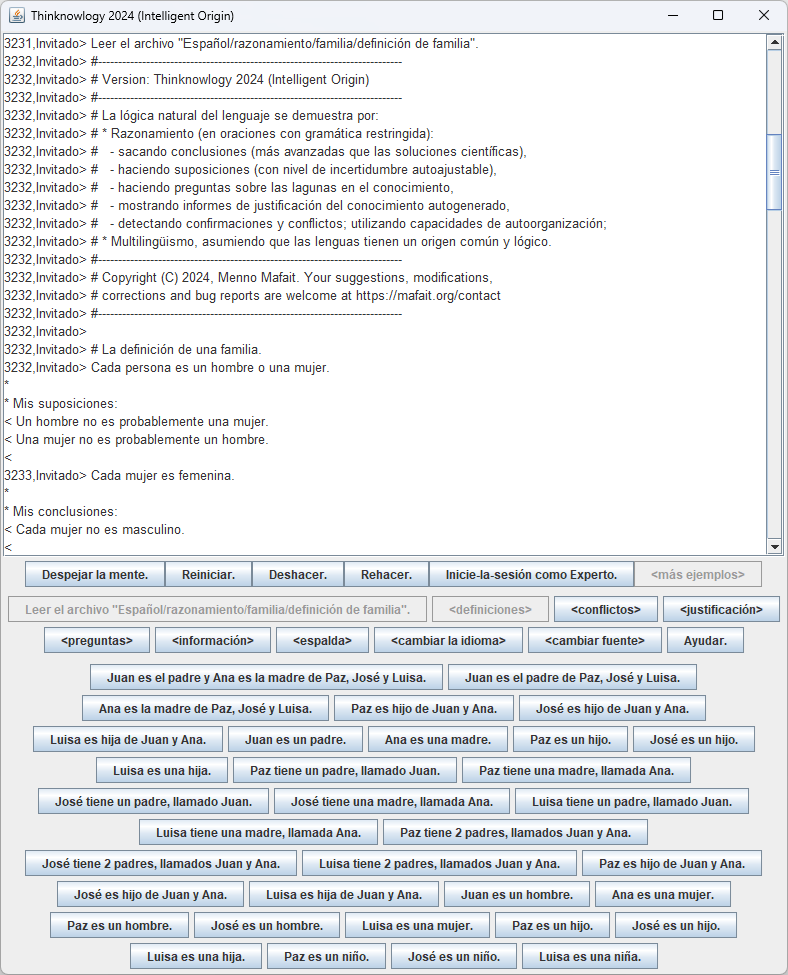 Thinknowlogy 2024 (Intelligent Origin)
3231,Invitado> Leer el archivo "Español/razonamiento/familia/definición de familia".
3232,Invitado> #----------------------------------------------------------------------------
3232,Invitado> # Version: Thinknowlogy 2024 (Intelligent Origin)
3232,Invitado> #----------------------------------------------------------------------------
3232,Invitado> # La lógica natural del lenguaje se demuestra por:
3232,Invitado> # * Razonamiento (en oraciones con gramática restringida):
3232,Invitado> #   - sacando conclusiones (más avanzadas que las soluciones científicas),
3232,Invitado> #   - haciendo suposiciones (con nivel de incertidumbre autoajustable),
3232,Invitado> #   - haciendo preguntas sobre las lagunas en el conocimiento,
3232,Invitado> #   - mostrando informes de justificación del conocimiento autogenerado,
3232,Invitado> #   - detectando confirmaciones y conflictos; utilizando capacidades de autoorganización;
3232,Invitado> # * Multilingüismo, asumiendo que las lenguas tienen un origen común y lógico.
3232,Invitado> #----------------------------------------------------------------------------
3232,Invitado> # Copyright (C) 2024, Menno Mafait. Your suggestions, modifications,
3232,Invitado> # corrections and bug reports are welcome at https://mafait.org/contact
3232,Invitado> #----------------------------------------------------------------------------
3232,Invitado>
3232,Invitado> # La definición de una familia.
3232,Invitado> Cada persona es un hombre o una mujer.
*
* Mis suposiciones:
< Un hombre no es probablemente una mujer.
< Una mujer no es probablemente un hombre.
<
3233,Invitado> Cada mujer es femenina.
*
* Mis conclusiones:
< Cada mujer no es masculino.
<
Despejar la mente. Reiniciar. Deshacer. Rehacer. Inicie-la-sesión como Experto. <más ejemplos>
Leer el archivo "Español/razonamiento/familia/definición de familia". <definiciones> <conflictos> <justificación>
<preguntas> <información> <espalda> <cambiar la idioma> <cambiar fuente> Ayudar.
Juan es el padre y Ana es la madre de Paz, José y Luisa. Juan es el padre de Paz, José y Luisa.
Ana es la madre de Paz, José y Luisa. Paz es hijo de Juan y Ana. José es hijo de Juan y Ana.
Luisa es hija de Juan y Ana. Juan es un padre. Ana es una madre. Paz es un hijo. José es un hijo.
Luisa es una hija. Paz tiene un padre, llamado Juan. Paz tiene una madre, llamada Ana.
José tiene un padre, llamado Juan. José tiene una madre, llamada Ana. Luisa tiene un padre, llamado Juan.
Luisa tiene una madre, llamada Ana. Paz tiene 2 padres, llamados Juan y Ana.
José tiene 2 padres, llamados Juan y Ana. Luisa tiene 2 padres, llamados Juan y Ana. Paz es hijo de Juan y Ana.
José es hijo de Juan y Ana. Luisa es hija de Juan y Ana. Juan es un hombre. Ana es una mujer.
Paz es un hombre. José es un hombre. Luisa es una mujer. Paz es un hijo. José es un hijo.
Luisa es una hija. Paz es un niño. José es un niño. Luisa es una niña.